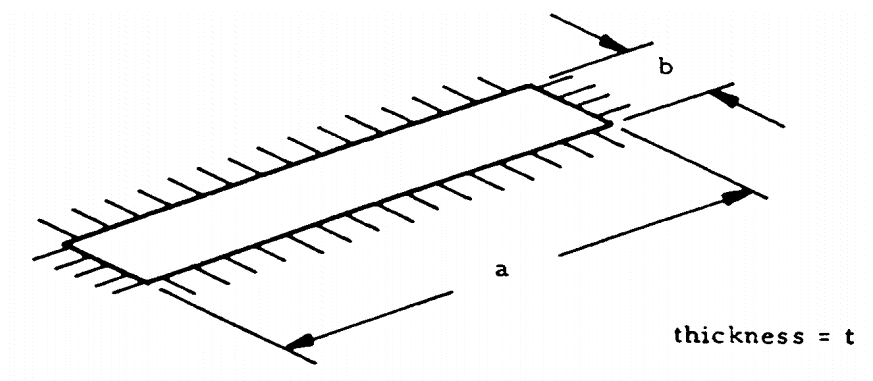 b
a
thickness = t